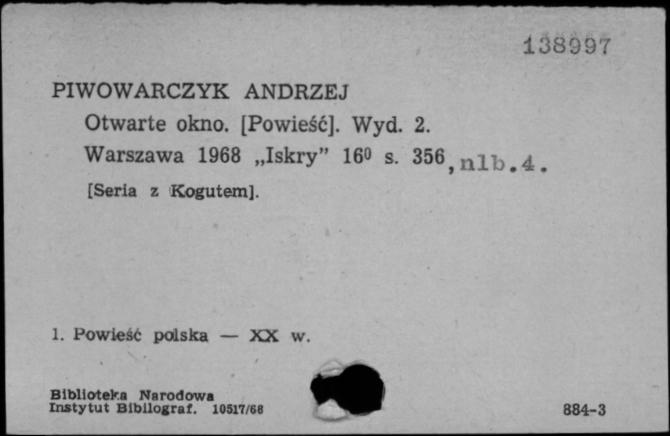 138997
PIWOWARCZYK ANDRZEJ
Otwarte okno. [Powieść]. Wyd. 2.
Warszawa 1968 „Iskry” 16⁰ s. 356, nlb.4.
[Seria z Kogutem].
1. Powieść polska — XX w.
Biblioteka Narodowa
Instytut Bibilograf. 10517/68
884-3